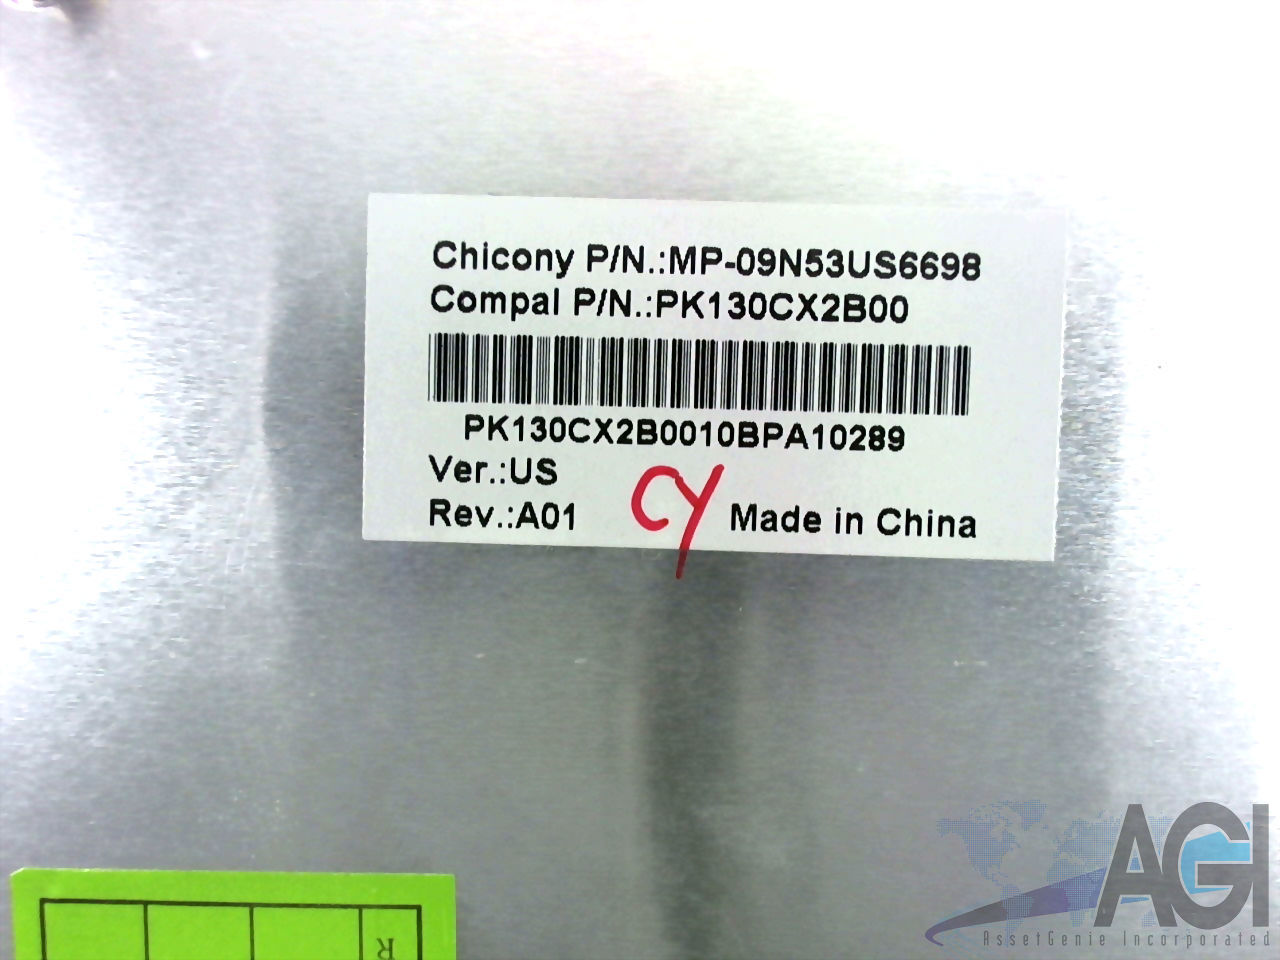 Chicony P/N.:MP-09N53US6698
Compal P/N.:PK130CX2B00
PK130CX2B0010BPA10289
Ver.:US
Rev.:A01
CY
Made in China
R
AGI
AssetGenie Incorporated